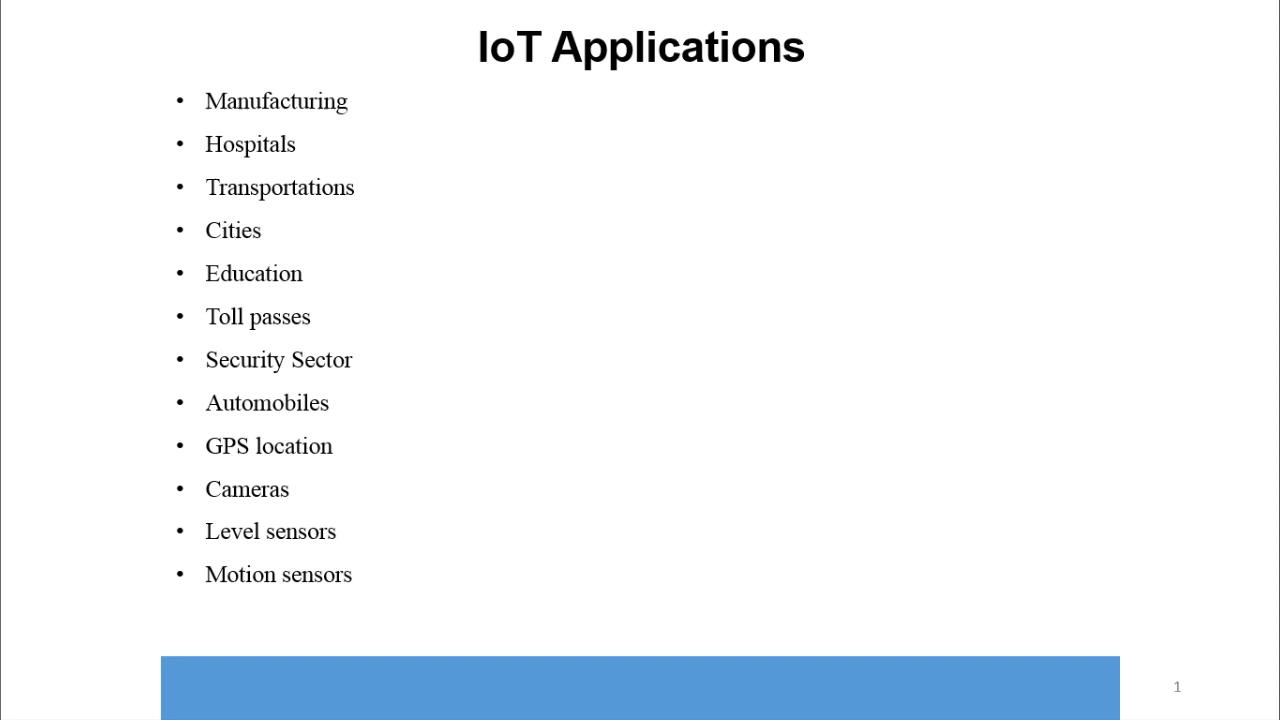 IoT Applications
• Manufacturing
• Hospitals
• Transportations
• Cities
• Education
• Toll passes
• Security Sector
• Automobiles
• GPS location
• Cameras
• Level sensors
• Motion sensors
1